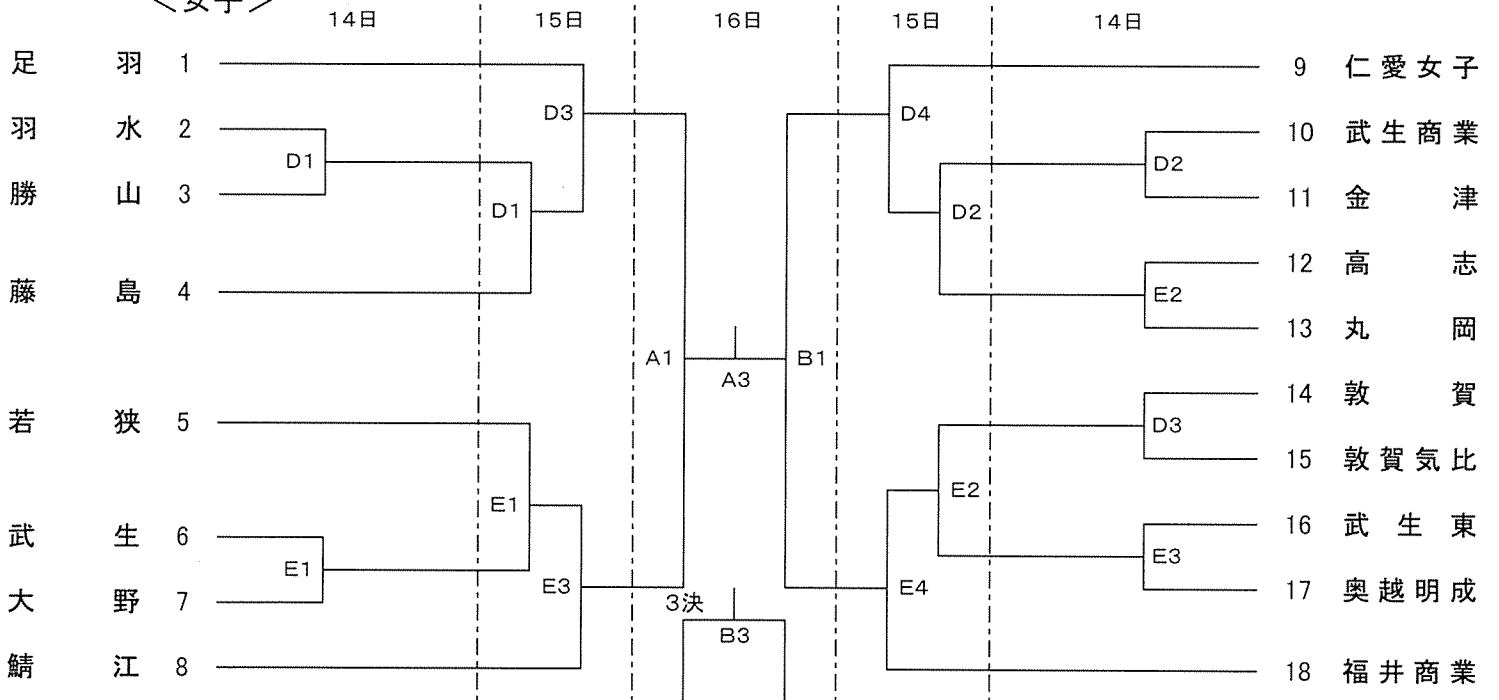 ＜女子＞
14日 15日 16日 15日 14日
足羽 1
羽水 2
勝山 3
藤島 4
若狭 5
武生 6
大野 7
鯖江 8
D1
D1
D3
E1
E1
E3
A1
A3
B1
3決
B3
D4
D2
D2
E2
E2
D3
E3
E4
9 仁愛女子
10 武生商業
11 金津
12 高志
13 丸岡
14 敦賀
15 敦賀気比
16 武生東
17 奥越明成
18 福井商業